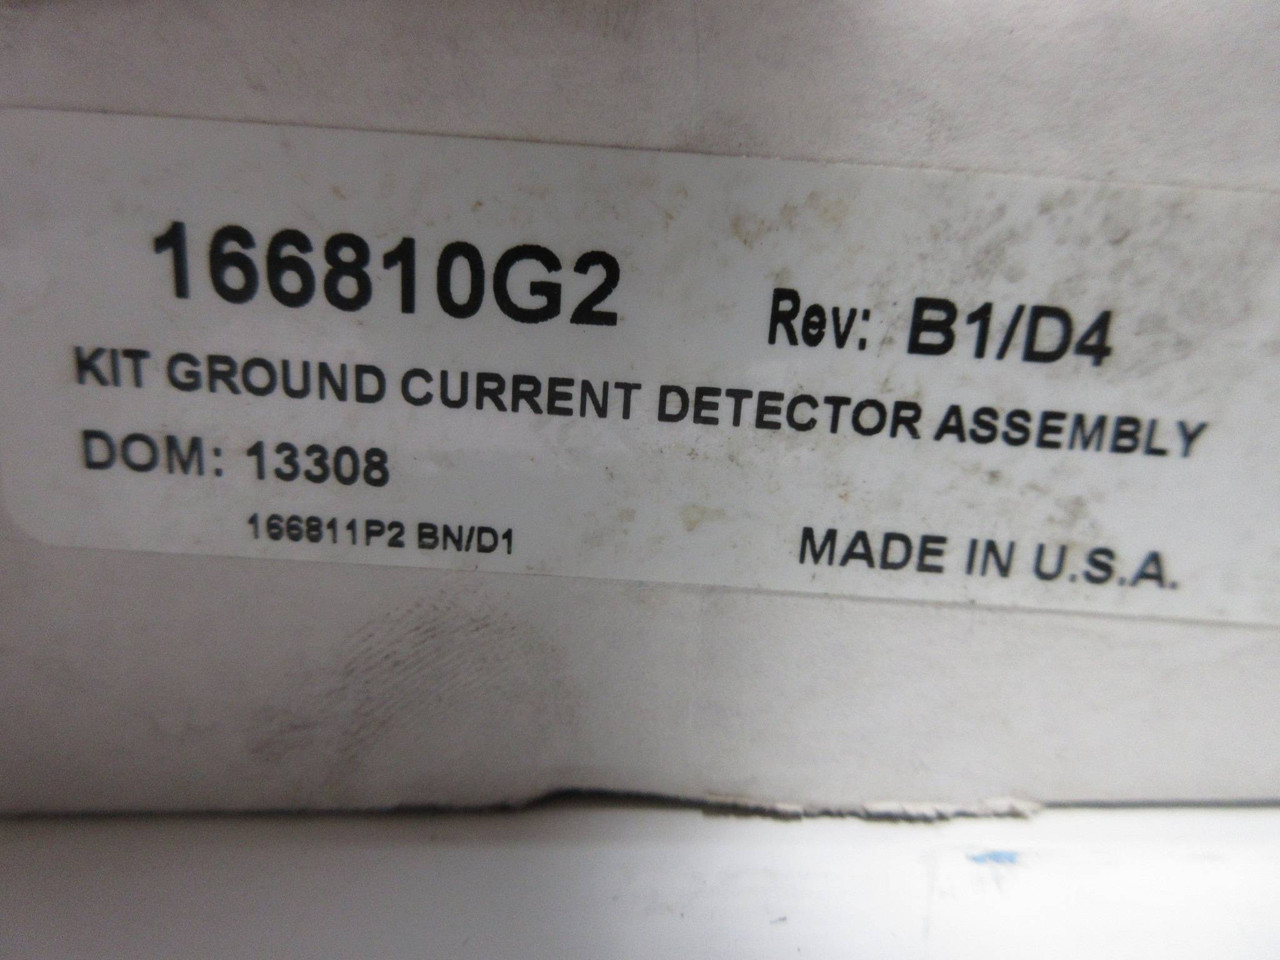 166810G2 Rev: B1/D4
KIT GROUND CURRENT DETECTOR ASSEMBLY
DOM: 13308
166811P2 BN/D1 MADE IN U.S.A.